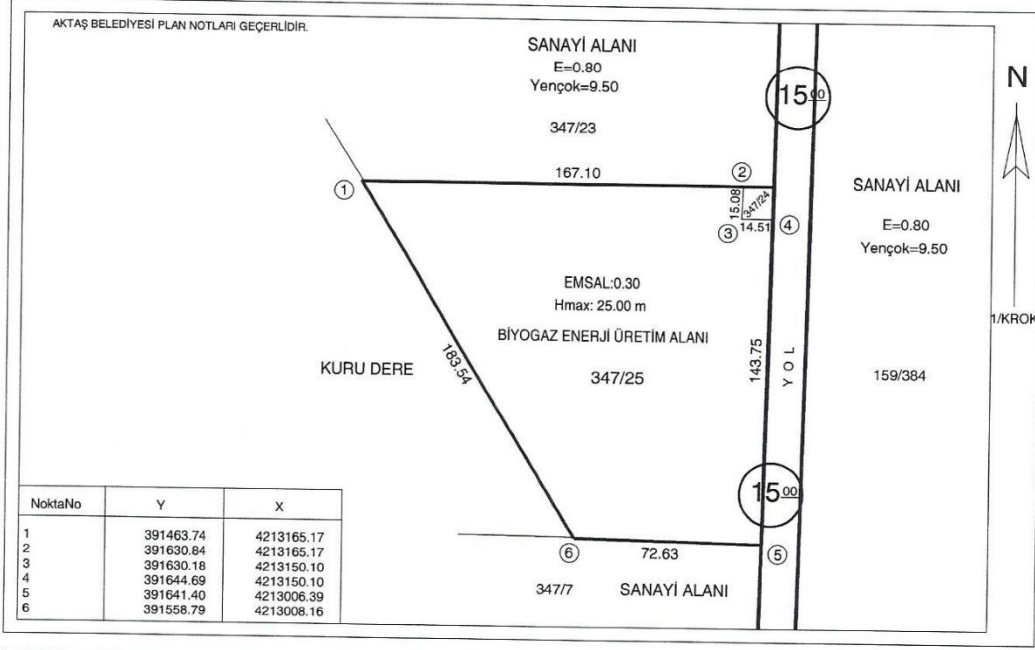 AKTAŞ BELEDİYESİ PLAN NOTLARI GEÇERLİDİR.
SANAYİ ALANI
E=0.80
Yençok=9.50
347/23
15.00
N
1/KROK
167.10
1
2
15.08
347/24
3
14.51
4
SANAYİ ALANI
E=0.80
Yençok=9.50
159/384
EMSAL:0.30
Hmax: 25.00 m
BİYOGAZ ENERJİ ÜRETİM ALANI
347/25
KURU DERE
183.54
143.75
YOL
15.00
6
72.63
5
347/7
SANAYİ ALANI
NoktaNo Y X
1 391463.74 4213165.17
2 391630.84 4213165.17
3 391630.18 4213150.10
4 391644.69 4213150.10
5 391641.40 4213006.39
6 391558.79 4213008.16